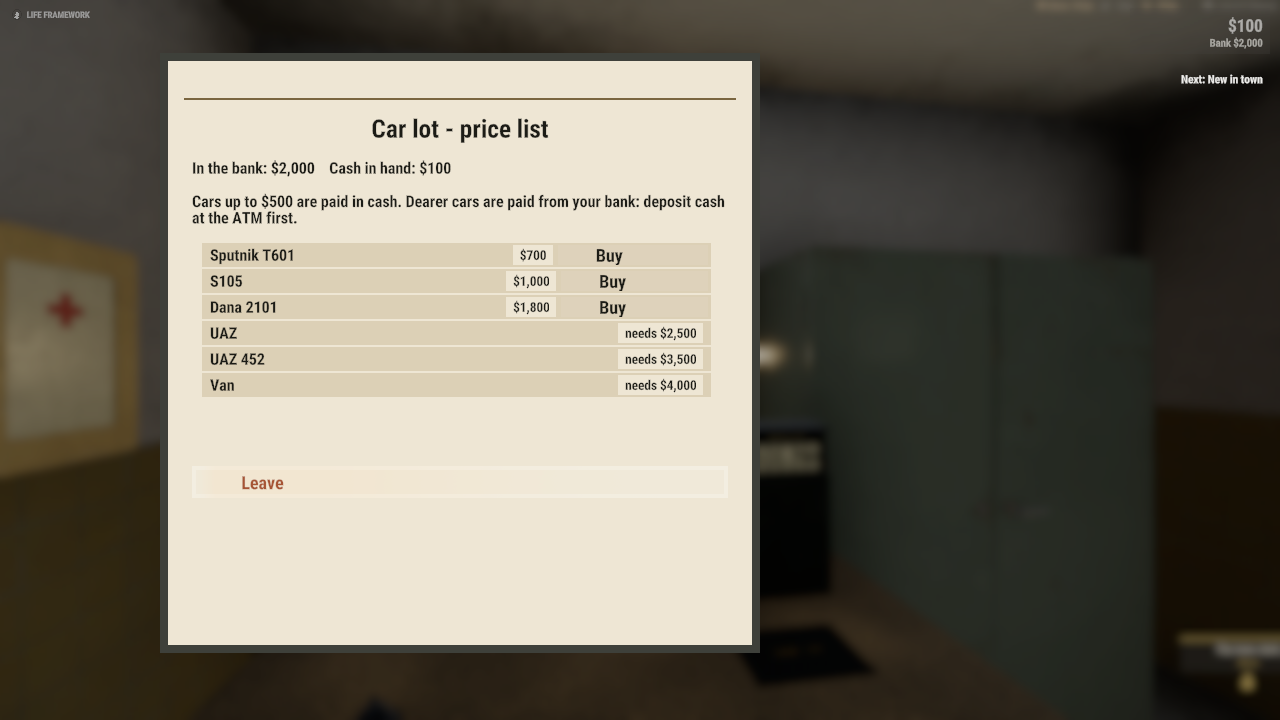 LIFE FRAMEWORK
$100
Bank $2,000
Next: New in town
Car lot - price list
In the bank: $2,000 Cash in hand: $100
Cars up to $500 are paid in cash. Dearer cars are paid from your bank: deposit cash
at the ATM first.
Sputnik T601 $700 Buy
S105 $1,000 Buy
Dana 2101 $1,800 Buy
UAZ needs $2,500
UAZ 452 needs $3,500
Van needs $4,000
Leave